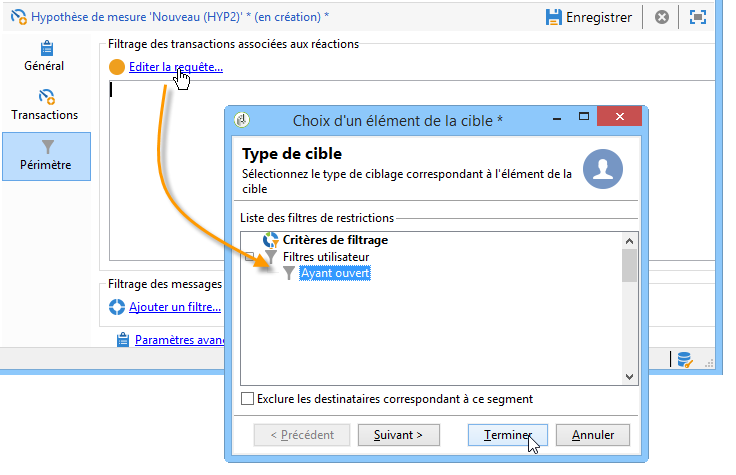 Hypothèse de mesure 'Nouveau (HYP2)' * (en création) *
Enregistrer
Général
Transactions
Périmètre
Filtrage des transactions associées aux réactions
Editer la requête...
Choix d'un élément de la cible *
Type de cible
Sélectionnez le type de ciblage correspondant à l'élément de la
cible
Liste des filtres de restrictions
Critères de filtrage
Filtres utilisateur
Ayant ouvert
Exclure les destinataires correspondant à ce segment
< Précédent
Suivant >
Terminer
Annuler
Filtrage des messages
Ajouter un filtre...
Paramètres avan